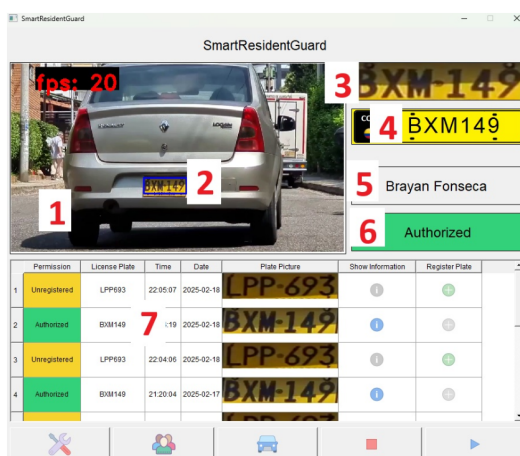 SmartResidentGuard
SmartResidentGuard
fps: 20
3
BXM-149
4
BXM149
LOGAN
2
BXM-149
1
5
Brayan Fonseca
6
Authorized
Permission License Plate Time Date Plate Picture Show Information Register Plate
1 Unregistered LPP693 22:05:07 2025-02-18 LPP-693
2 Authorized BXM149 7 :19 2025-02-18 BXM-149
3 Unregistered LPP693 22:04:06 2025-02-18 LPP-693
4 Authorized BXM149 21:20:04 2025-02-17 BXM-149